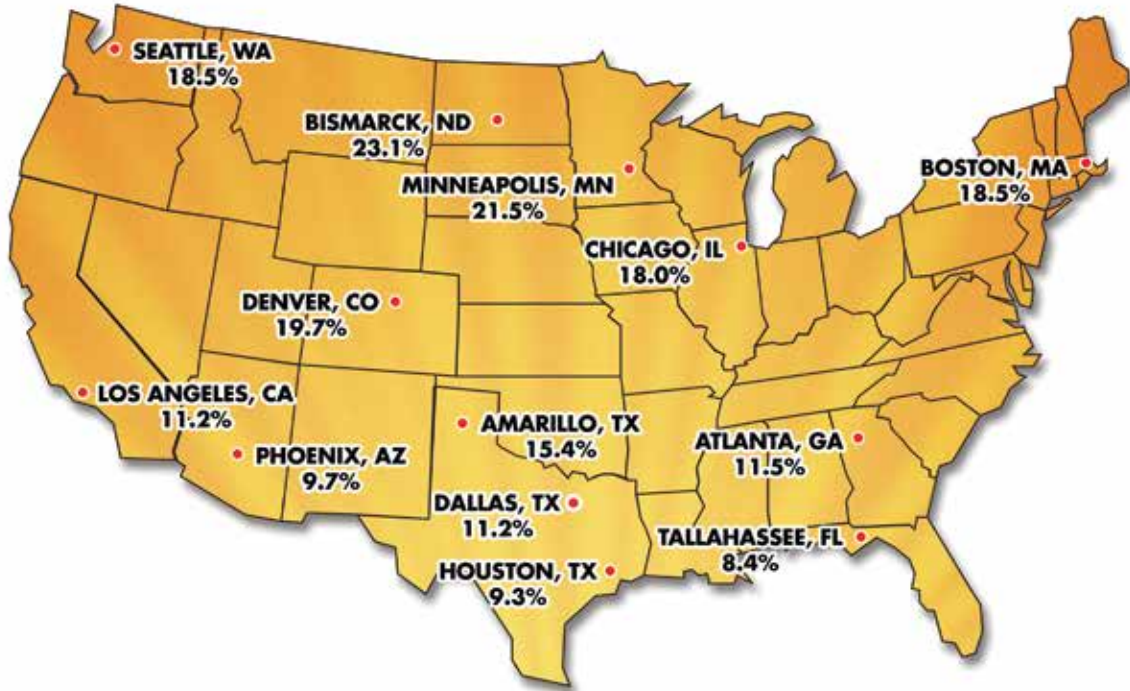 SEATTLE, WA
18.5%
BISMARCK, ND
23.1%
MINNEAPOLIS, MN
21.5%
BOSTON, MA
18.5%
CHICAGO, IL
18.0%
DENVER, CO
19.7%
LOS ANGELES, CA
11.2%
PHOENIX, AZ
9.7%
AMARILLO, TX
15.4%
ATLANTA, GA
11.5%
DALLAS, TX
11.2%
TALLAHASSEE, FL
8.4%
HOUSTON, TX
9.3%